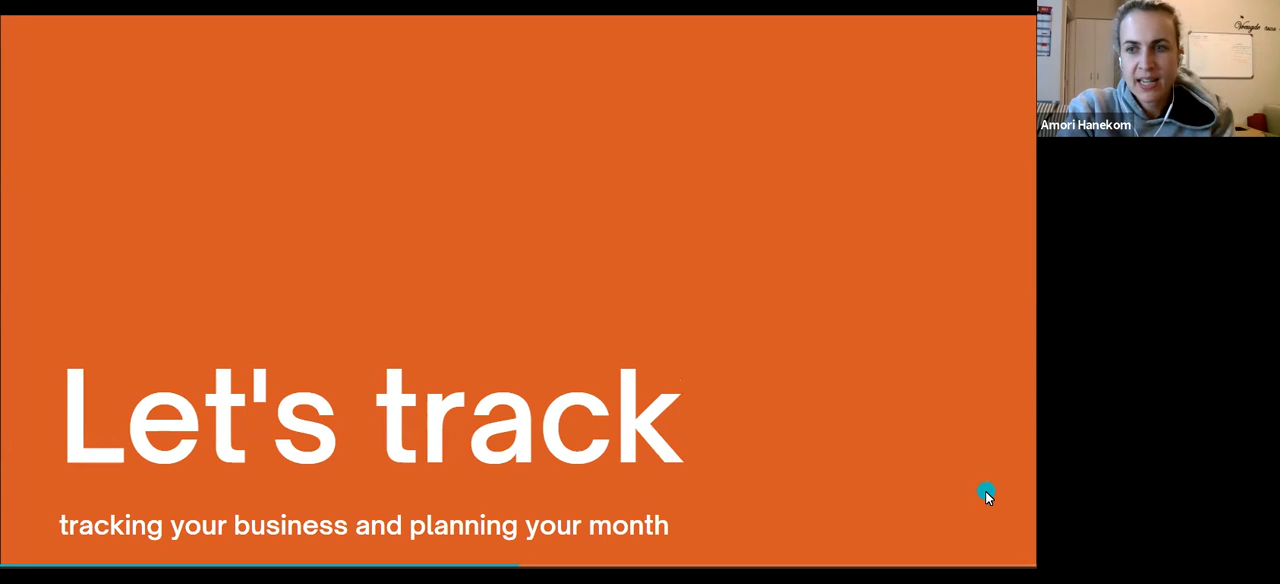 Let's track
tracking your business and planning your month
Amori Hanekom